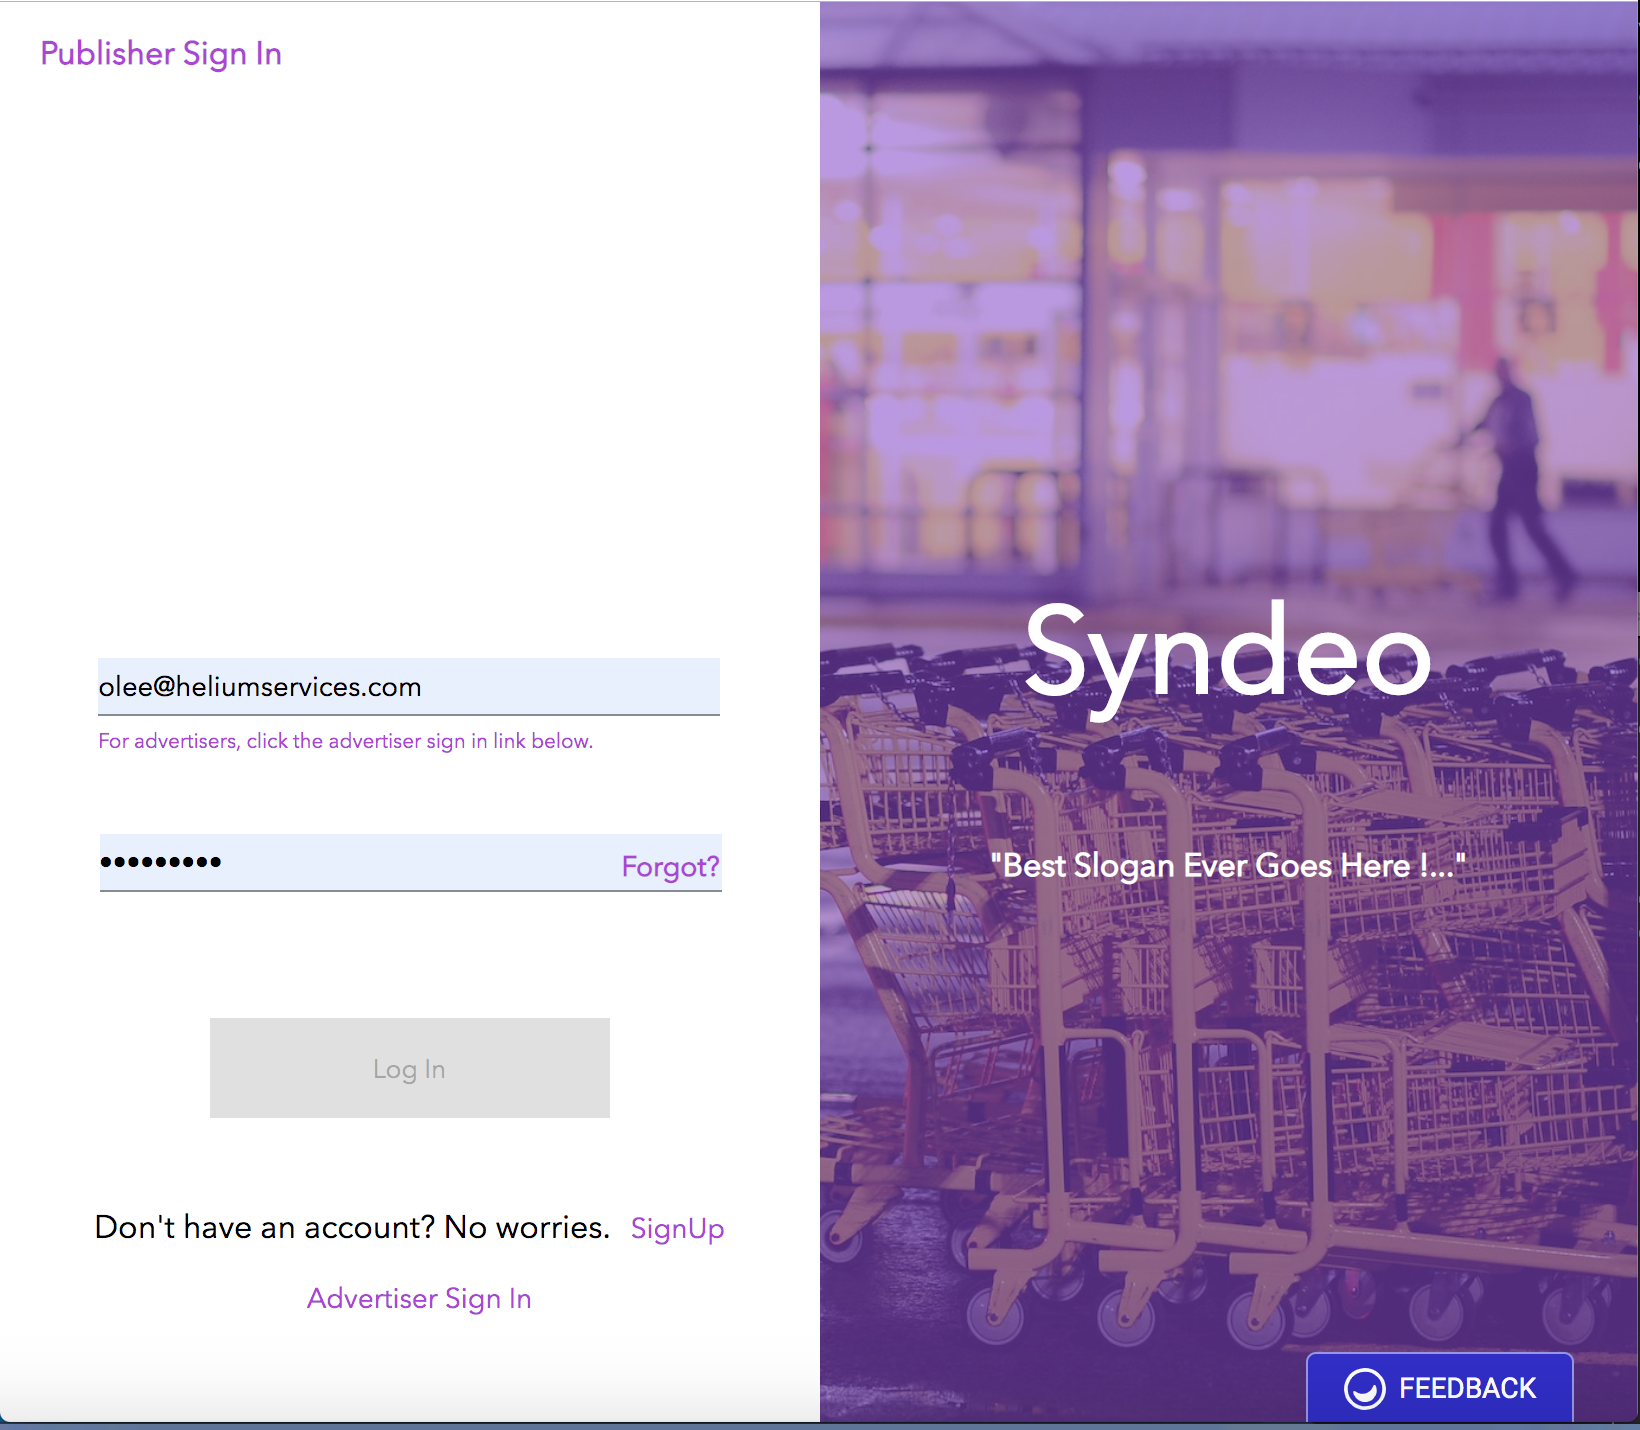 Publisher Sign In
olee@heliumservices.com
For advertisers, click the advertiser sign in link below.
•••••••••
Forgot?
Log In
Don't have an account? No worries. SignUp
Advertiser Sign In
Syndeo
"Best Slogan Ever Goes Here !..."
FEEDBACK